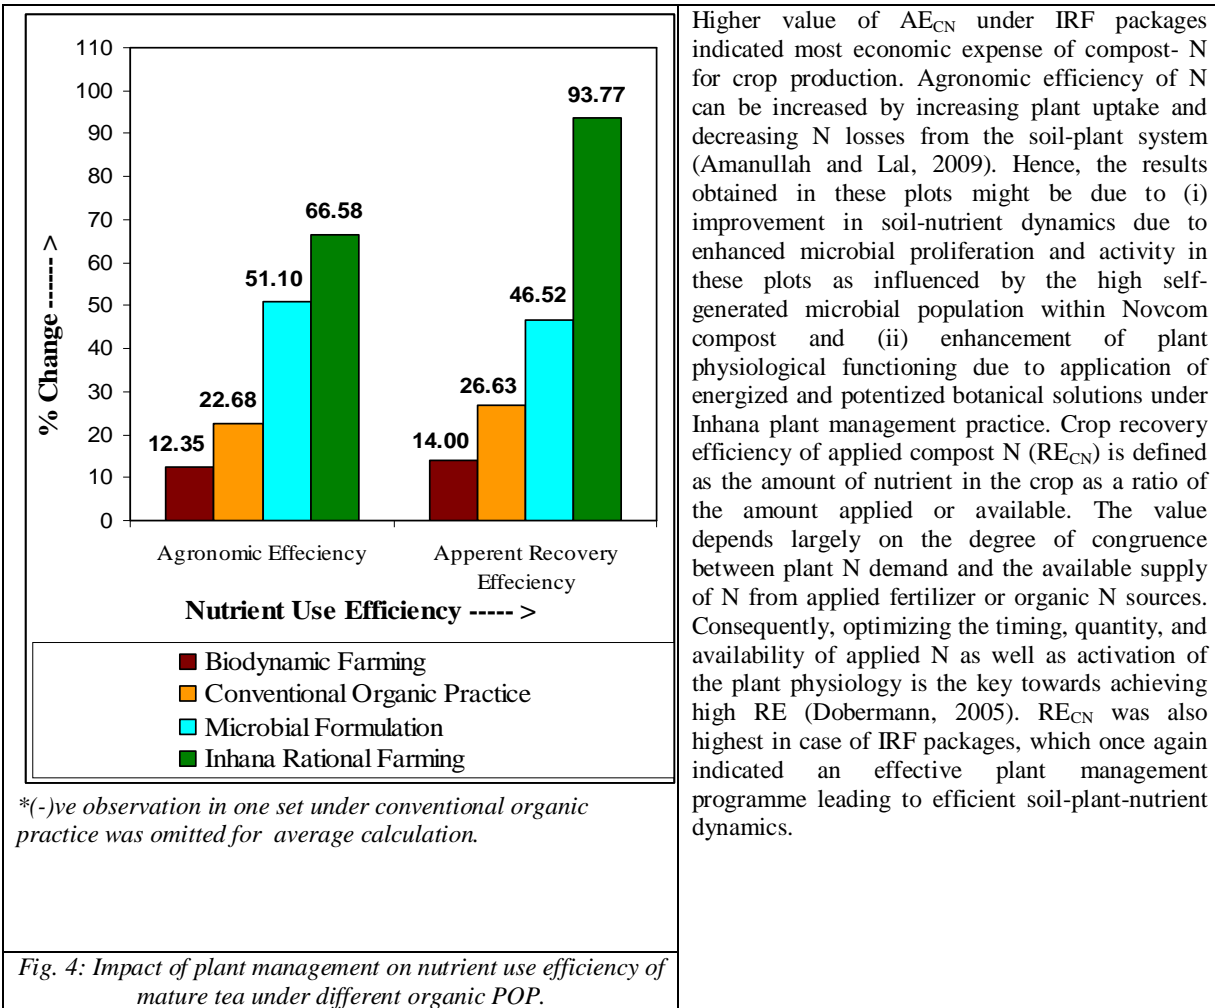 110
100
90
80
70
60
50
40
30
20
10
0
% Change ------ >
12.35
22.68
51.10
66.58
14.00
26.63
46.52
93.77
Agronomic Effeciency
Apperent Recovery
Effeciency
Nutrient Use Efficiency ----- >
Biodynamic Farming
Conventional Organic Practice
Microbial Formulation
Inhana Rational Farming
*(-)ve observation in one set under conventional organic
practice was omitted for average calculation.
Fig. 4: Impact of plant management on nutrient use efficiency of
mature tea under different organic POP.
Higher value of AECN under IRF packages
indicated most economic expense of compost- N
for crop production. Agronomic efficiency of N
can be increased by increasing plant uptake and
decreasing N losses from the soil-plant system
(Amanullah and Lal, 2009). Hence, the results
obtained in these plots might be due to (i)
improvement in soil-nutrient dynamics due to
enhanced microbial proliferation and activity in
these plots as influenced by the high self-
generated microbial population within Novcom
compost and (ii) enhancement of plant
physiological functioning due to application of
energized and potentized botanical solutions under
Inhana plant management practice. Crop recovery
efficiency of applied compost N (RECN) is defined
as the amount of nutrient in the crop as a ratio of
the amount applied or available. The value
depends largely on the degree of congruence
between plant N demand and the available supply
of N from applied fertilizer or organic N sources.
Consequently, optimizing the timing, quantity, and
availability of applied N as well as activation of
the plant physiology is the key towards achieving
high RE (Dobermann, 2005). RECN was also
highest in case of IRF packages, which once again
indicated an effective plant management
programme leading to efficient soil-plant-nutrient
dynamics.